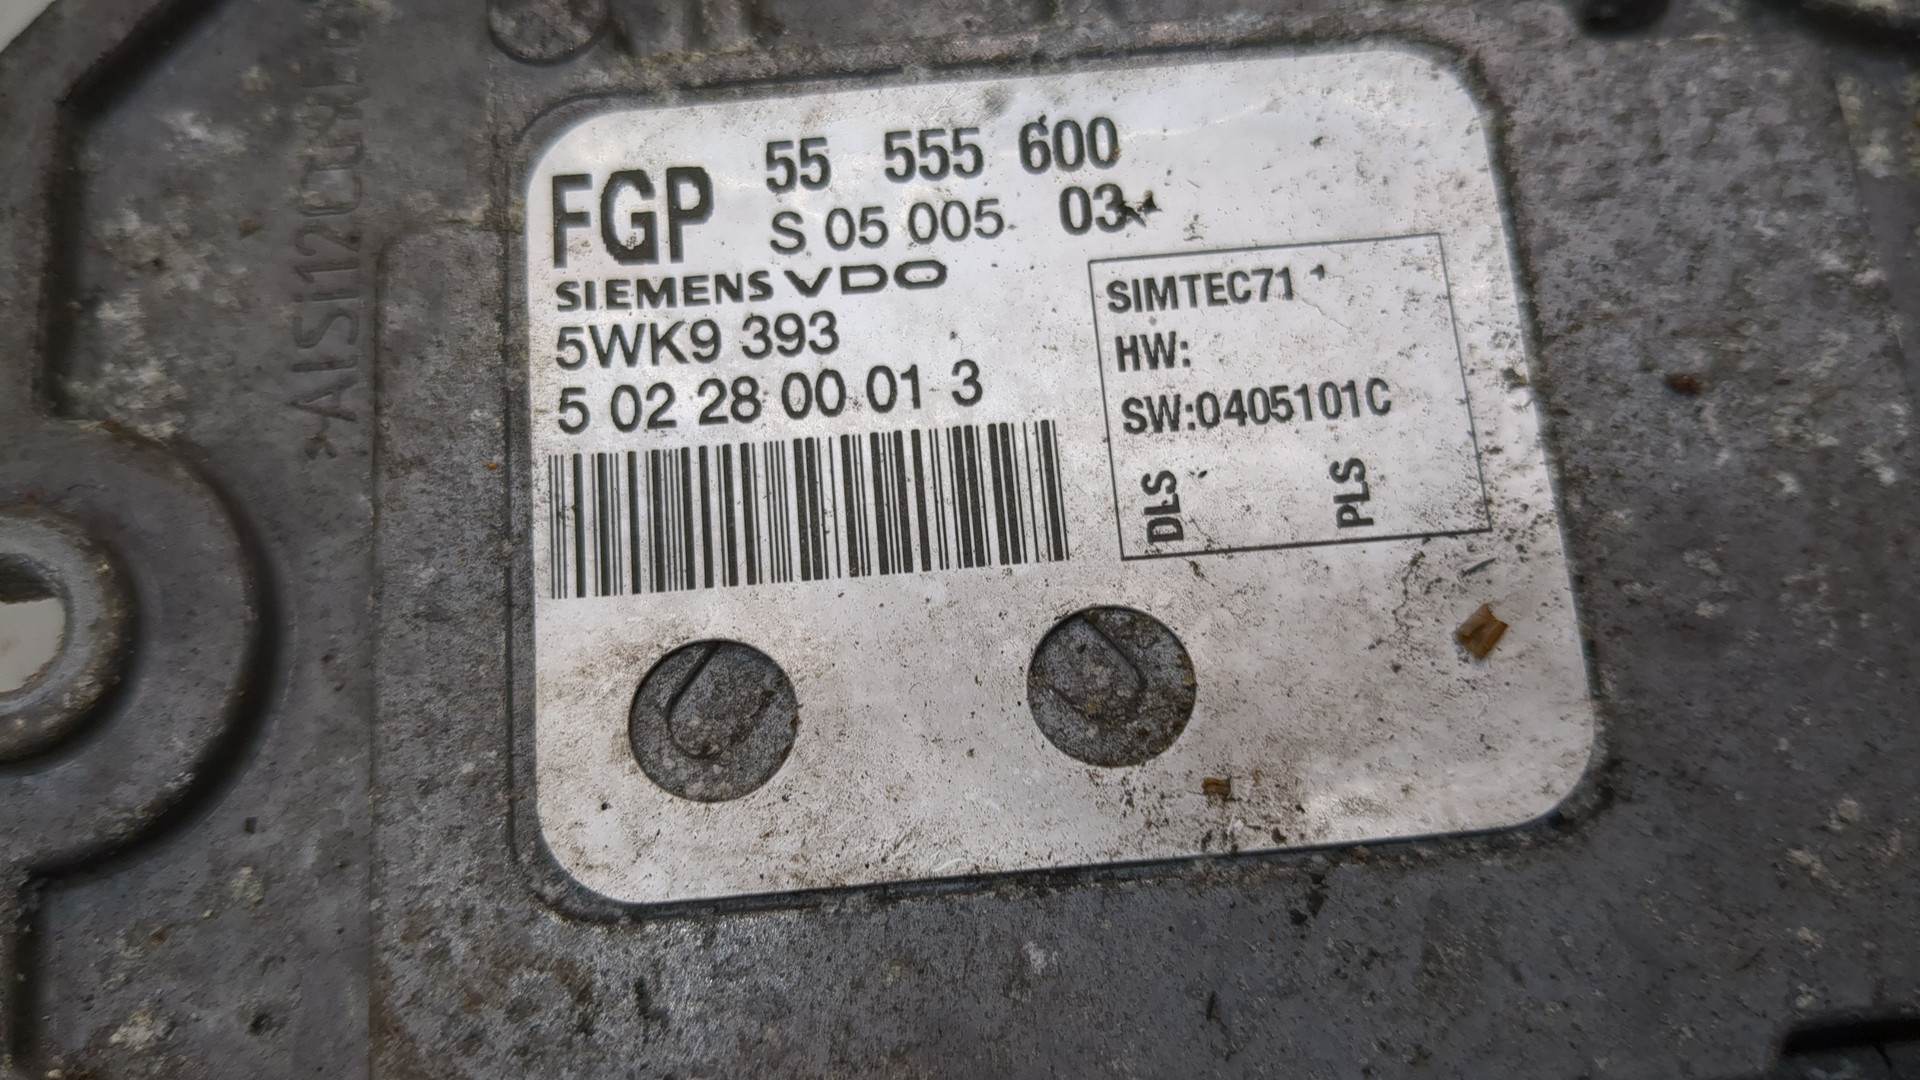 55 555 600
FGP S 05 005 03
SIEMENS VDO
5WK9 393
5 02 28 00 01 3
SIMTEC71
HW:
SW:0405101C
DLS PLS